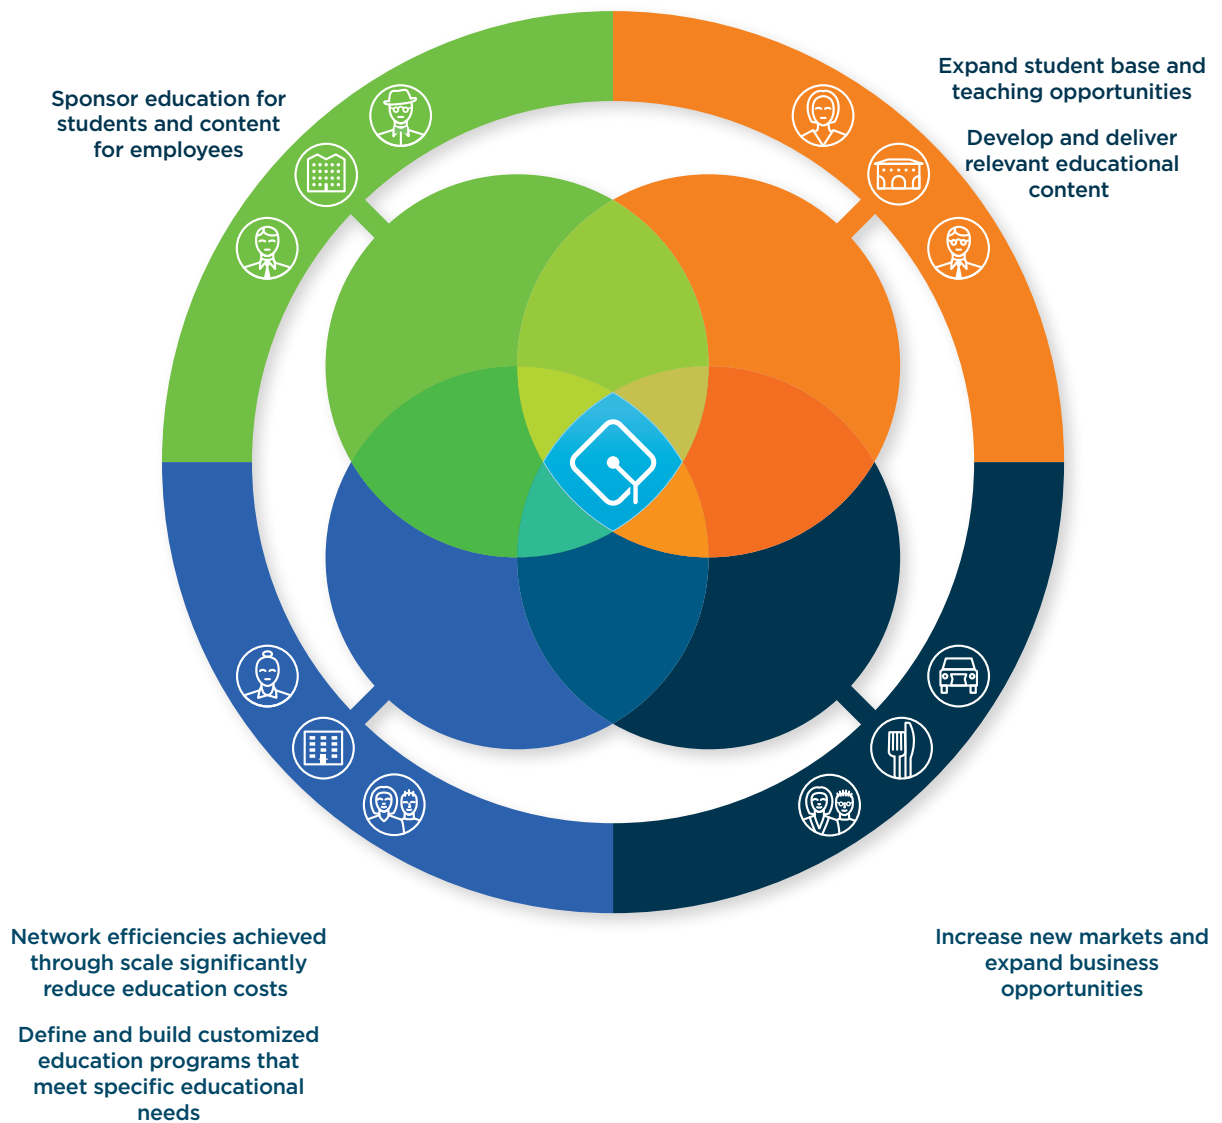 Sponsor education for
students and content
for employees
Expand student base and
teaching opportunities
Develop and deliver
relevant educational
content
Network efficiencies achieved
through scale significantly
reduce education costs
Define and build customized
education programs that
meet specific educational
needs
Increase new markets and
expand business
opportunities